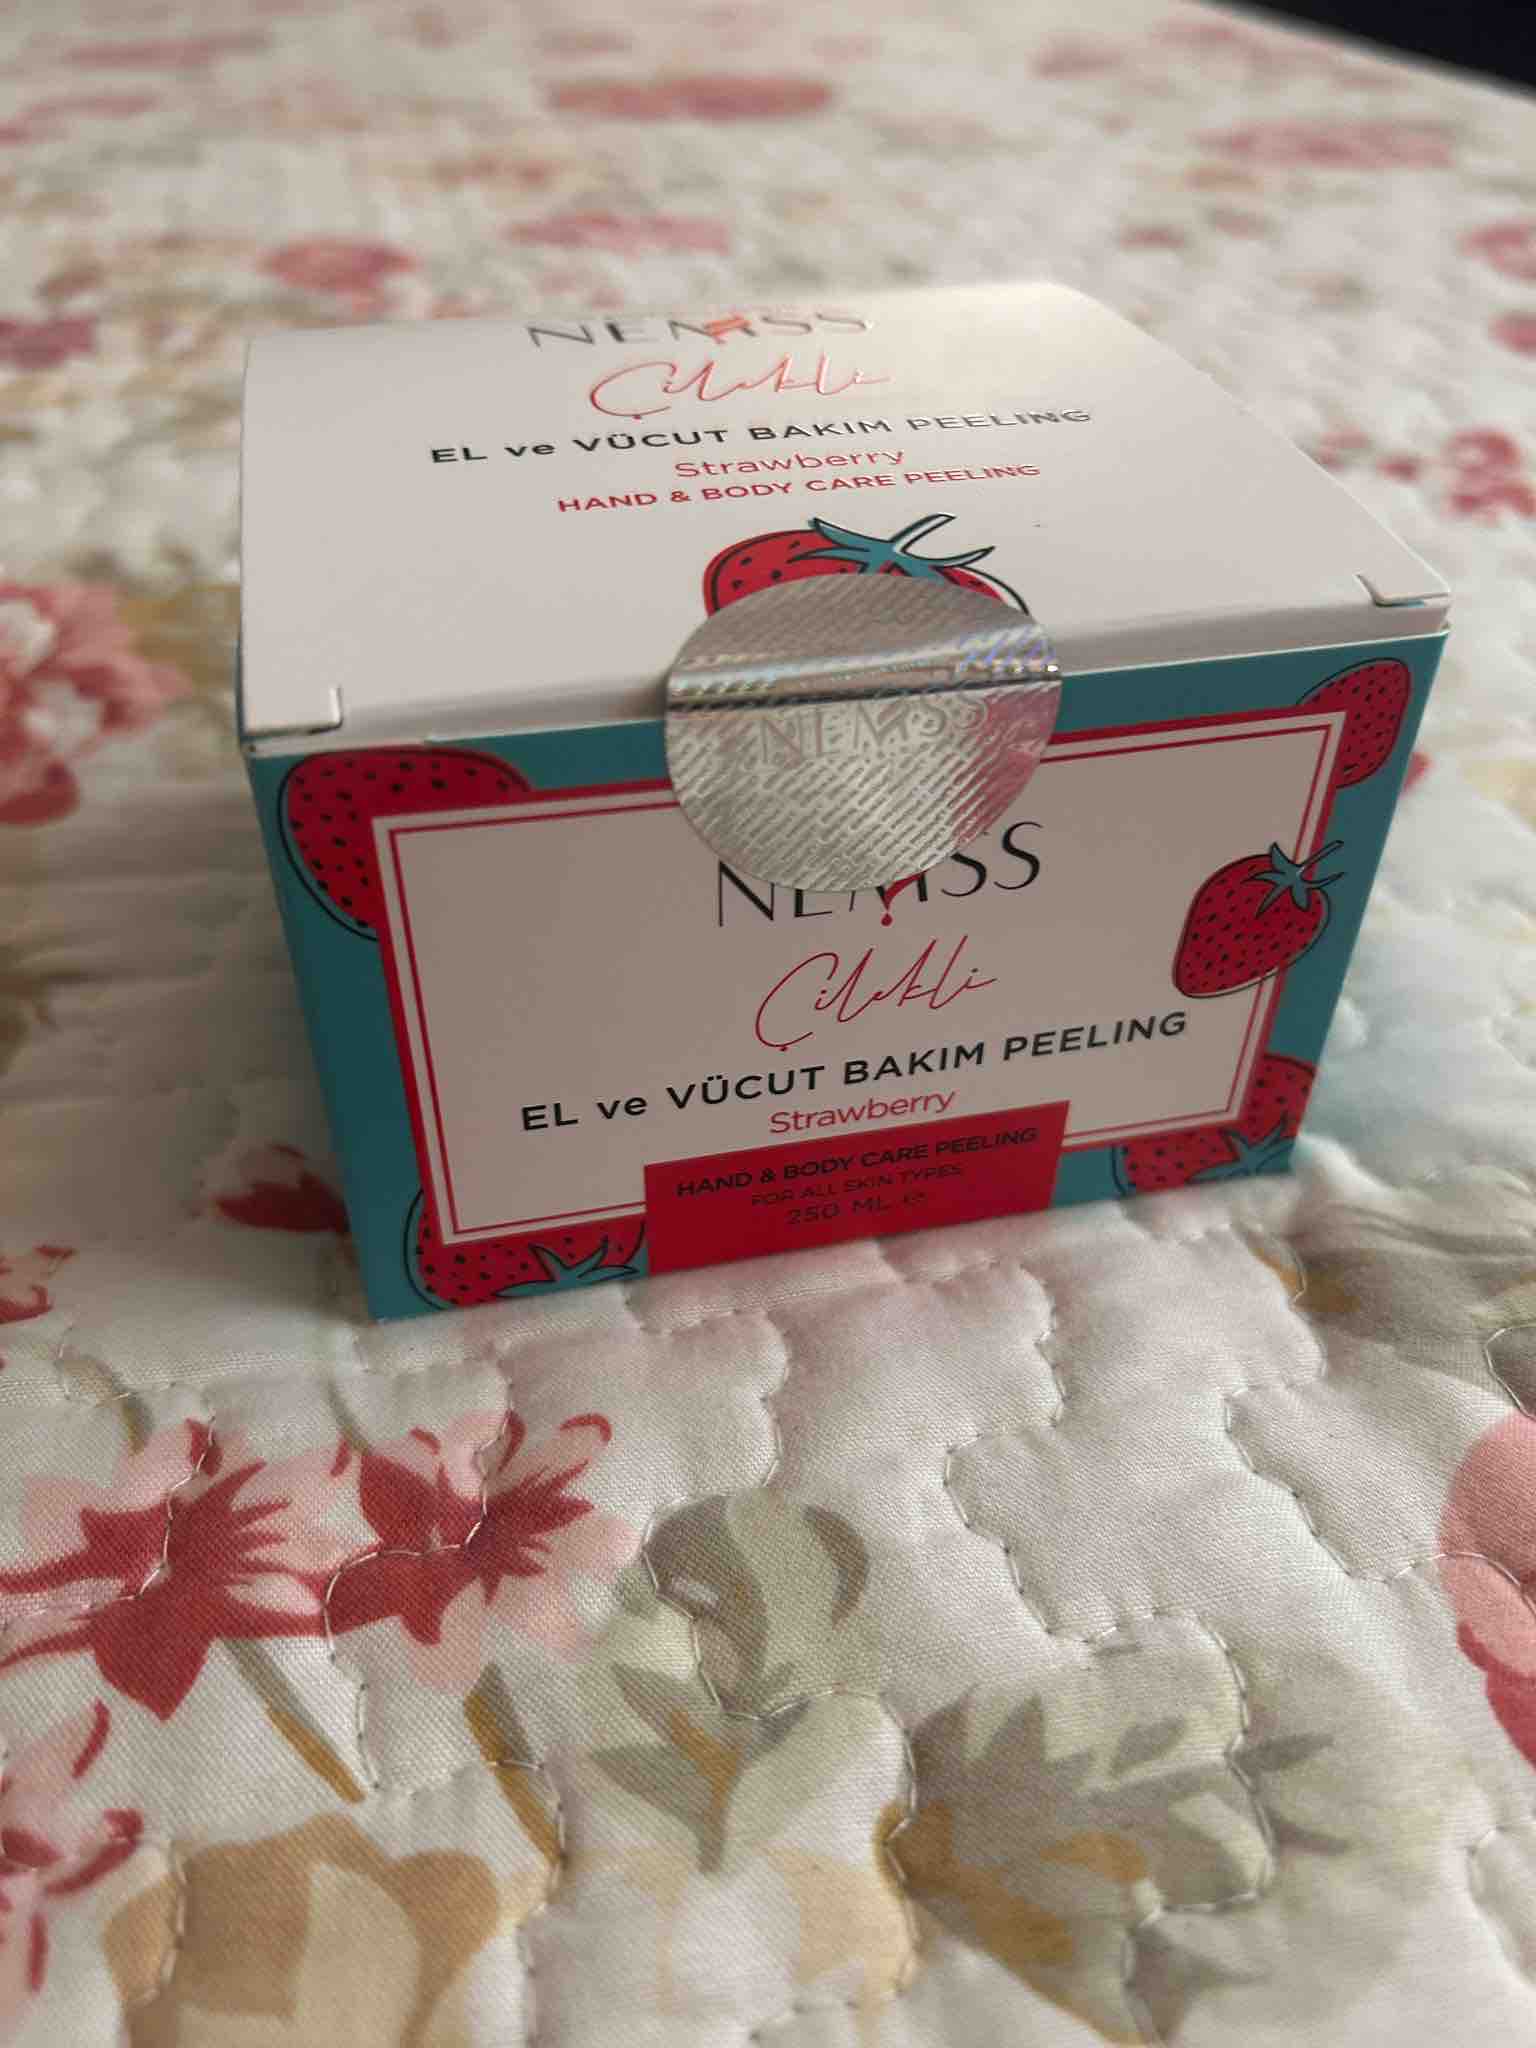 NEMSS
Çilekli
EL ve VÜCUT BAKIM PEELING
Strawberry
HAND & BODY CARE PEELING
NEMSS
NEMSS
Çilekli
EL ve VÜCUT BAKIM PEELING
Strawberry
HAND & BODY CARE PEELING
FOR ALL SKIN TYPES
250 ML e